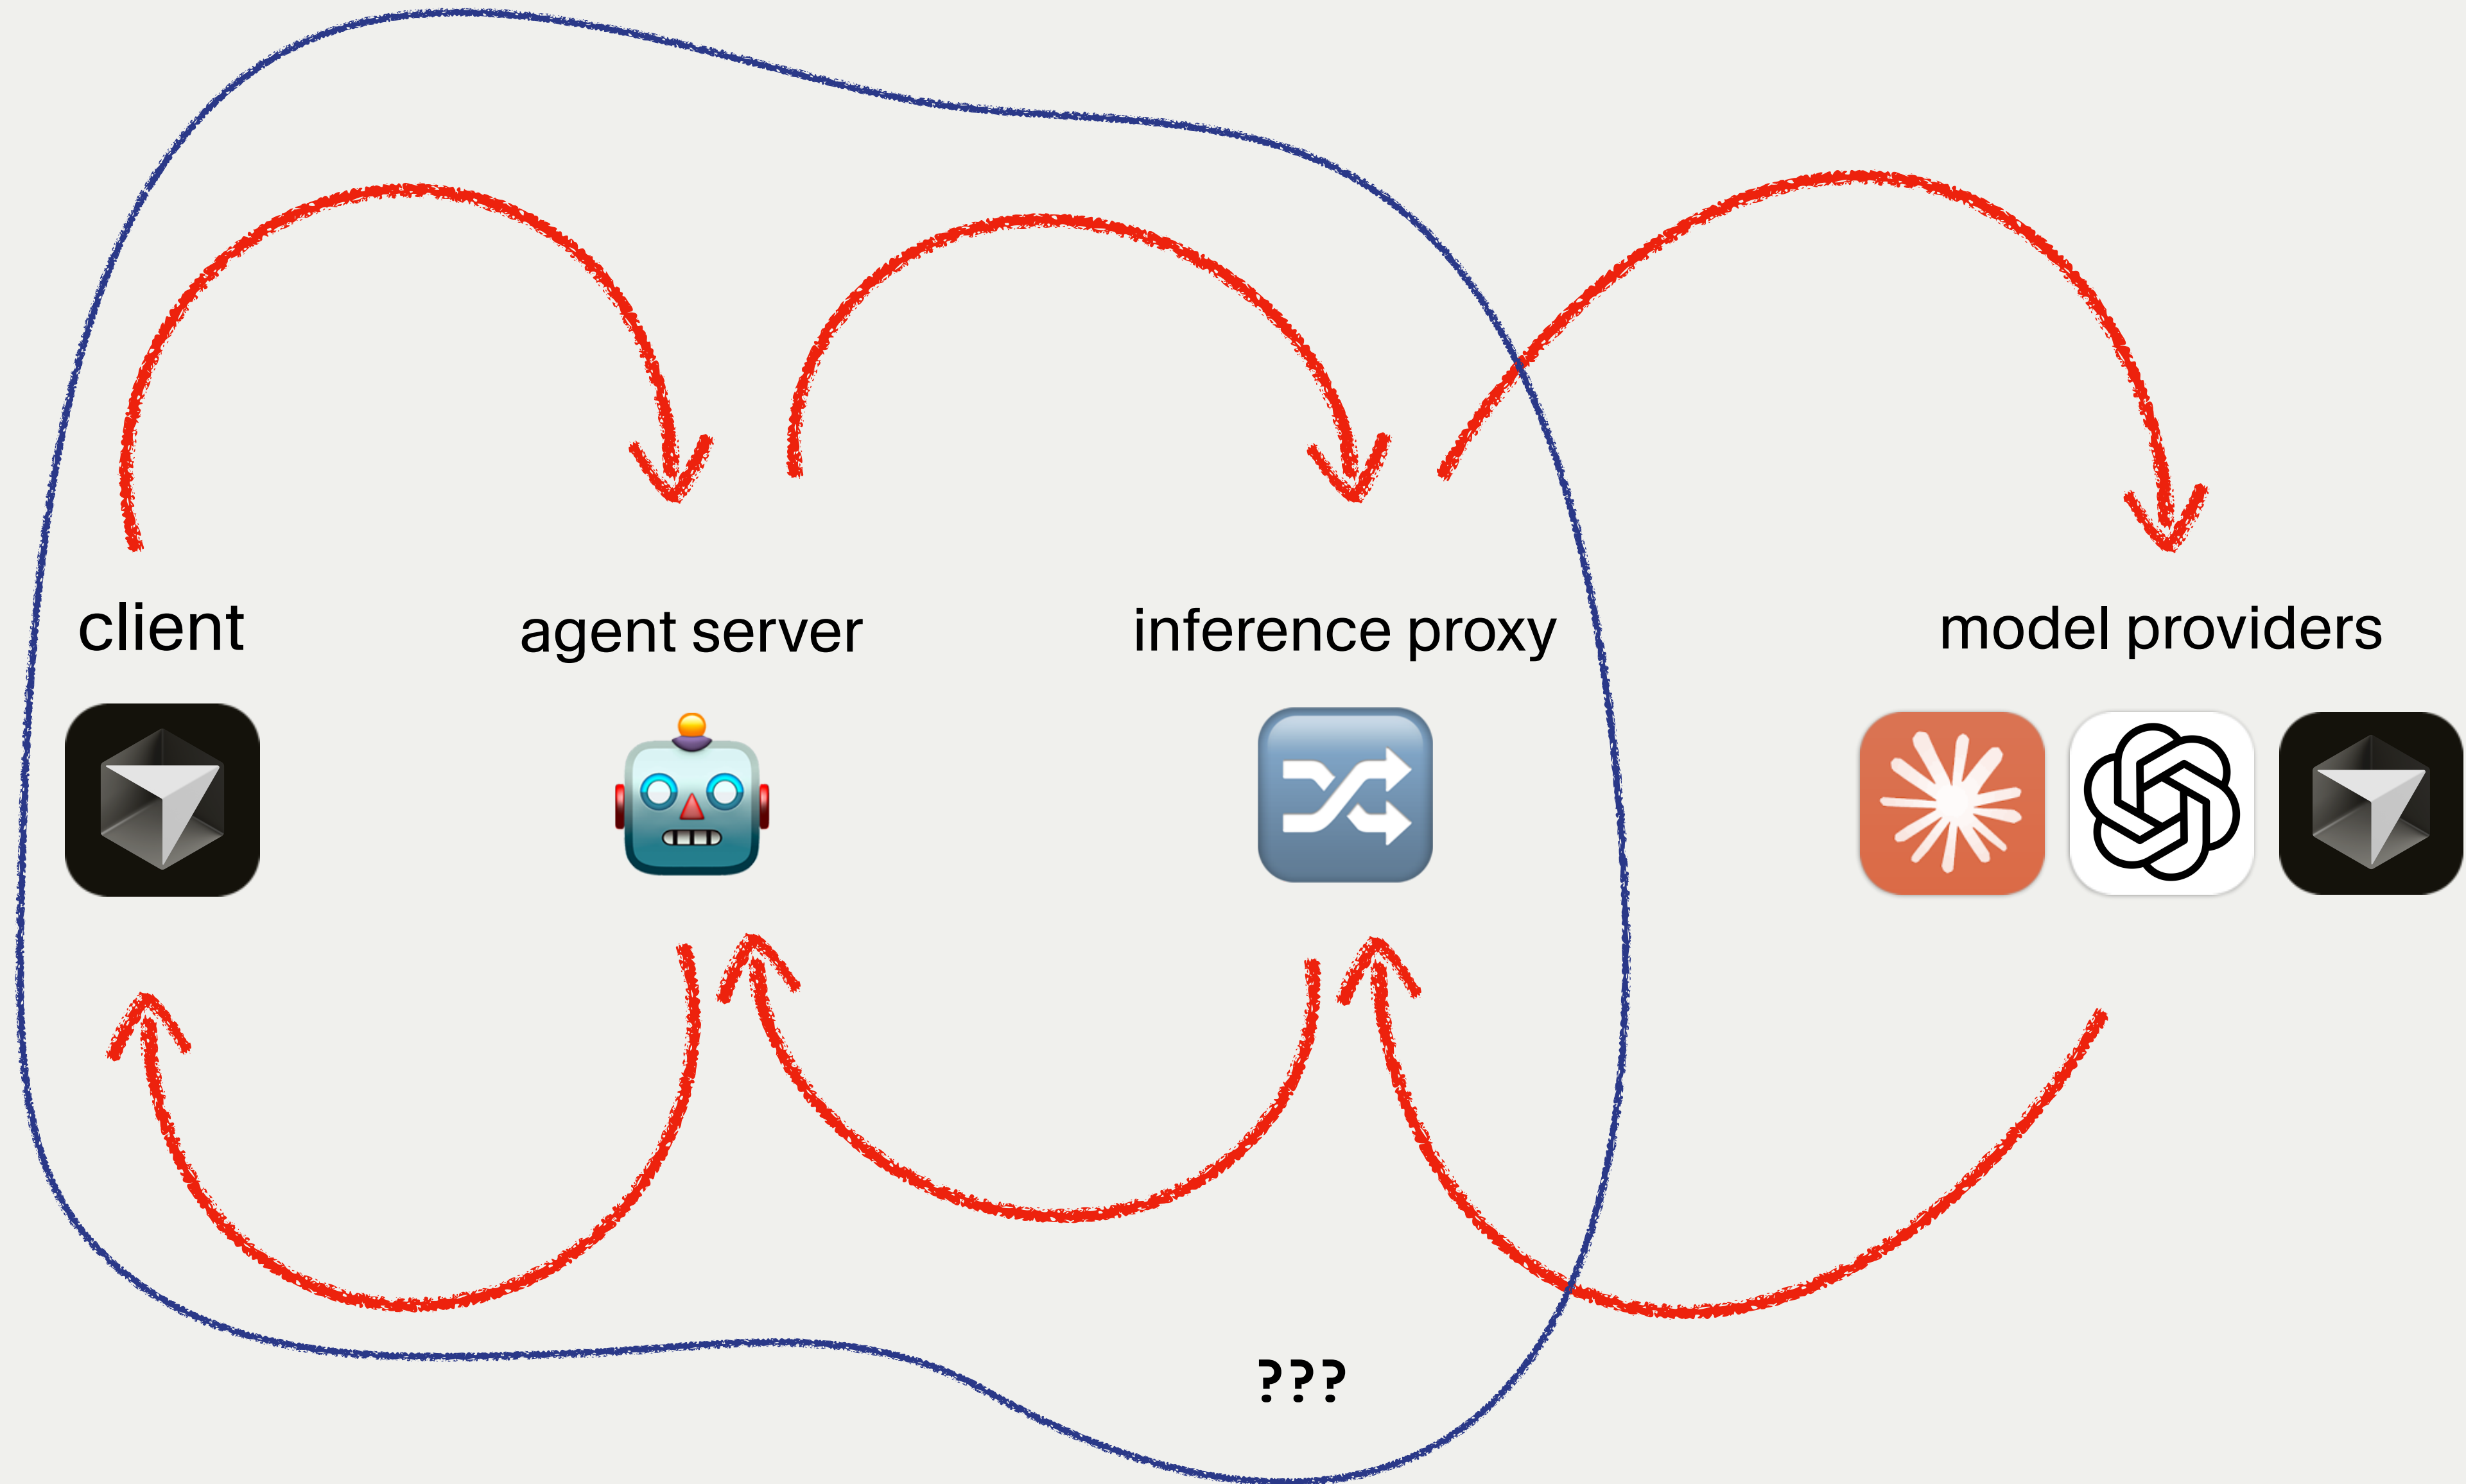 client
agent server
inference proxy
model providers
???